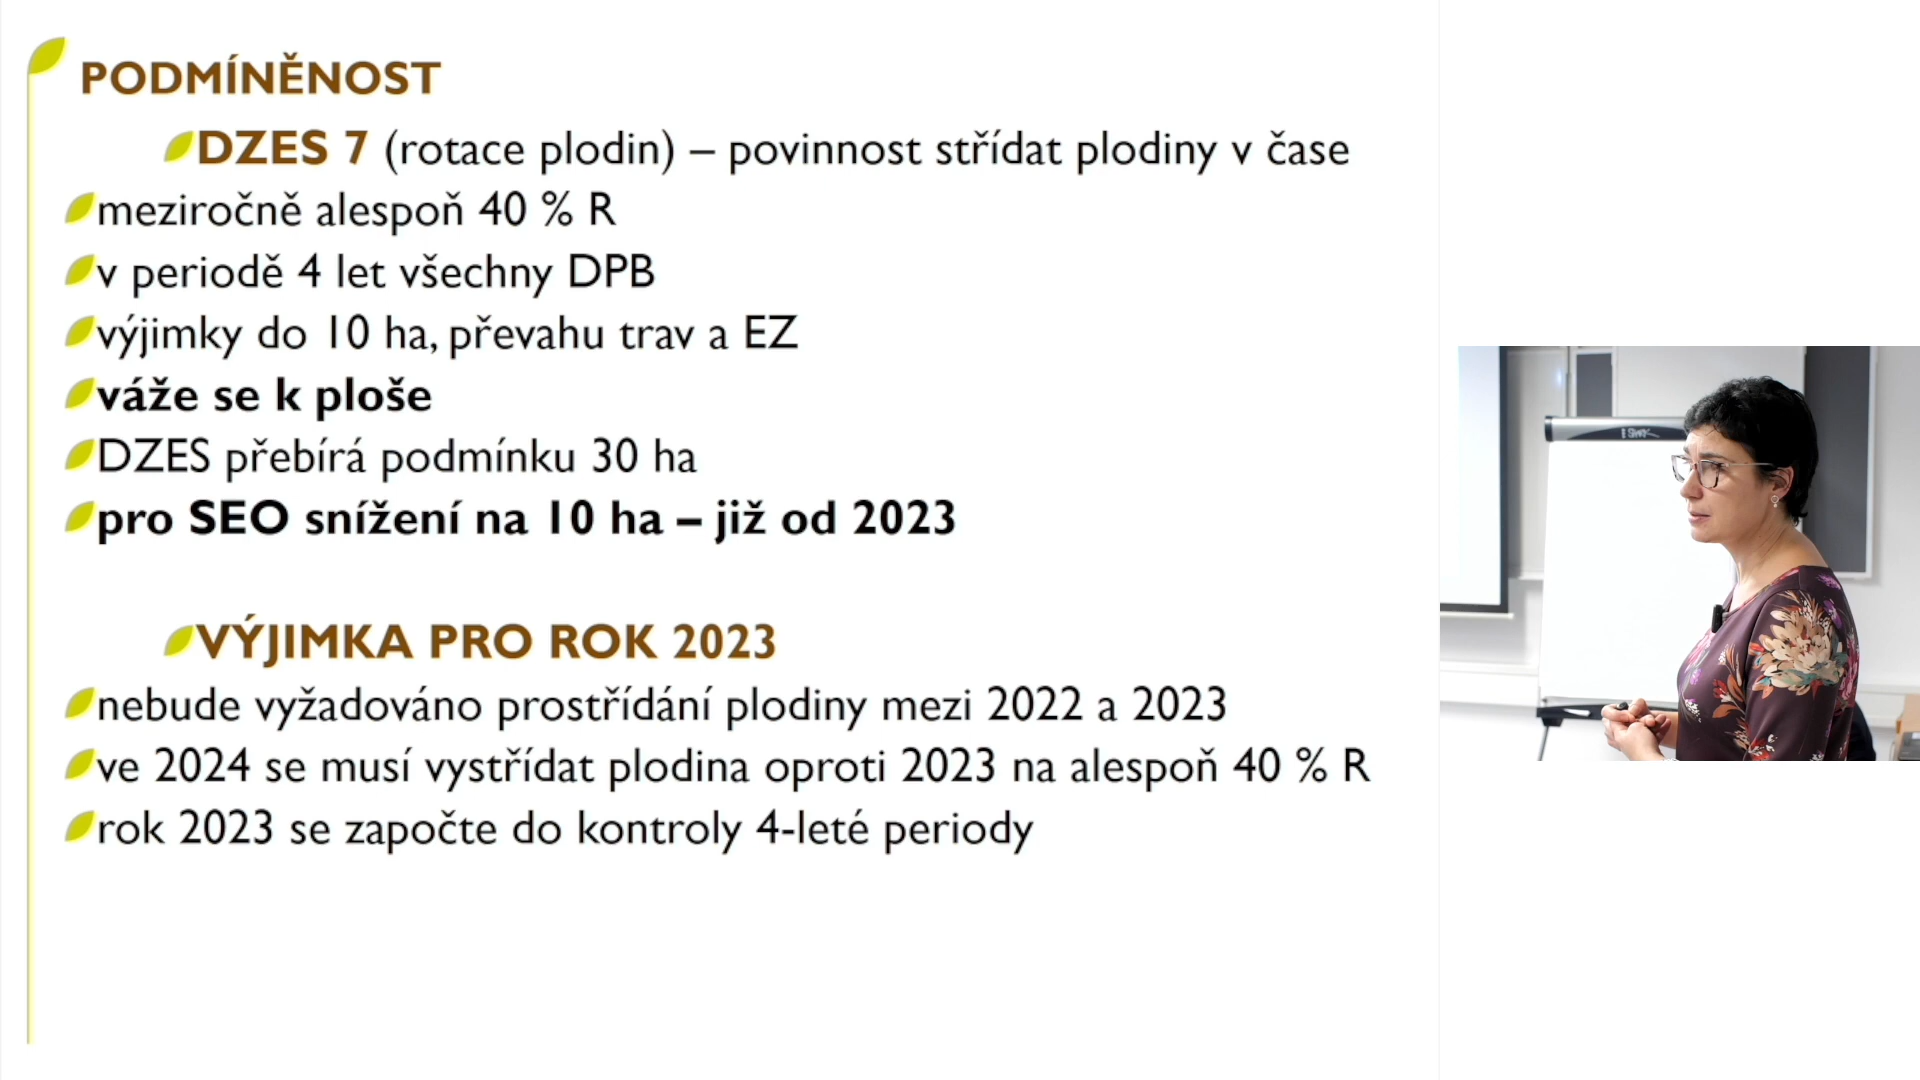 PODMÍNĚNOST
DZES 7 (rotace plodin) – povinnost střídat plodiny v čase
meziročně alespoň 40 % R
v periodě 4 let všechny DPB
výjimky do 10 ha, převahu trav a EZ
váže se k ploše
DZES přebírá podmínku 30 ha
pro SEO snížení na 10 ha – již od 2023
VÝJIMKA PRO ROK 2023
nebude vyžadováno prostřídání plodiny mezi 2022 a 2023
ve 2024 se musí vystřídat plodina oproti 2023 na alespoň 40 % R
rok 2023 se započte do kontroly 4-leté periody